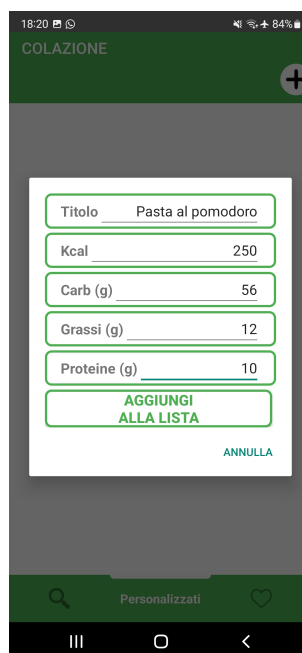 18:20 84%
COLAZIONE
Titolo Pasta al pomodoro
Kcal 250
Carb (g) 56
Grassi (g) 12
Proteine (g) 10
AGGIUNGI
ALLA LISTA
ANNULLA
Personalizzati